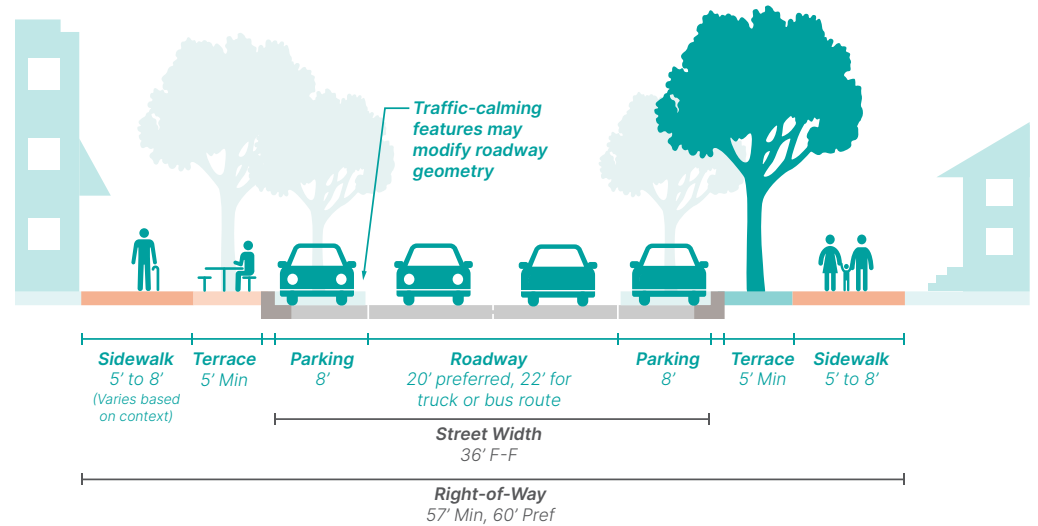 Traffic-calming
features may
modify roadway
geometry
Sidewalk
5’ to 8’
(Varies based
on context)
Terrace
5’ Min
Parking
8’
Roadway
20’ preferred, 22’ for
truck or bus route
Parking
8’
Terrace
5’ Min
Sidewalk
5’ to 8’
Street Width
36’ F-F
Right-of-Way
57’ Min, 60’ Pref